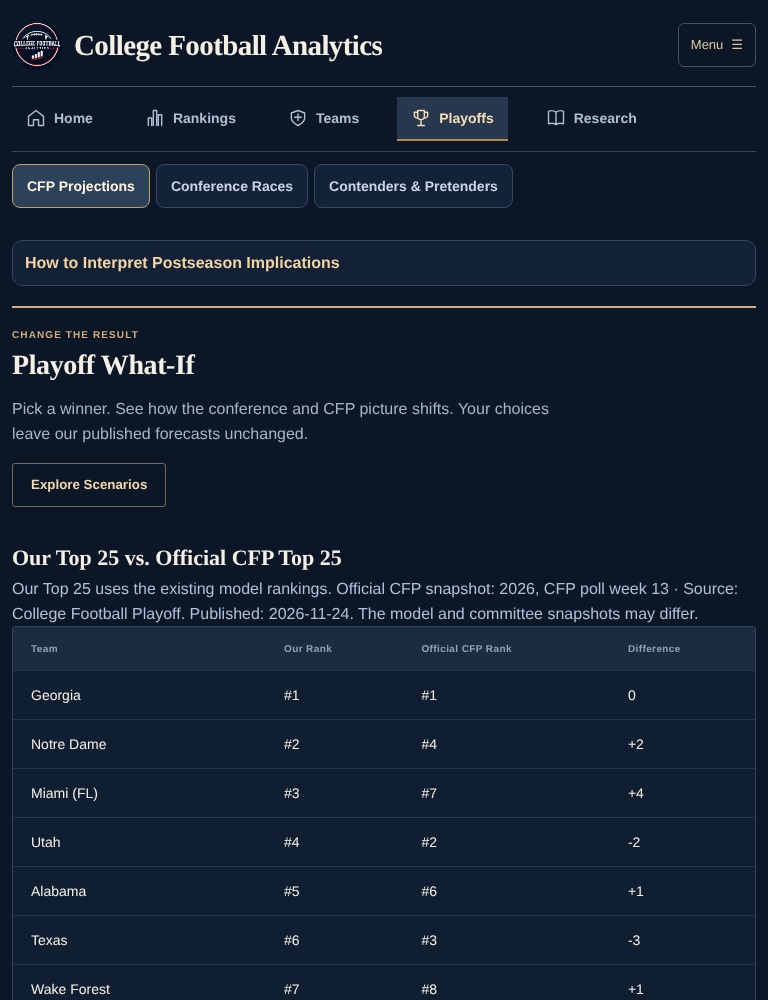 COLLEGE FOOTBALL
ANALYTICS
College Football Analytics
Menu ☰
Home
Rankings
Teams
Playoffs
Research
CFP Projections
Conference Races
Contenders & Pretenders
How to Interpret Postseason Implications
CHANGE THE RESULT
Playoff What-If
Pick a winner. See how the conference and CFP picture shifts. Your choices
leave our published forecasts unchanged.
Explore Scenarios
Our Top 25 vs. Official CFP Top 25
Our Top 25 uses the existing model rankings. Official CFP snapshot: 2026, CFP poll week 13 · Source:
College Football Playoff. Published: 2026-11-24. The model and committee snapshots may differ.
Team Our Rank Official CFP Rank Difference
Georgia #1 #1 0
Notre Dame #2 #4 +2
Miami (FL) #3 #7 +4
Utah #4 #2 -2
Alabama #5 #6 +1
Texas #6 #3 -3
Wake Forest #7 #8 +1